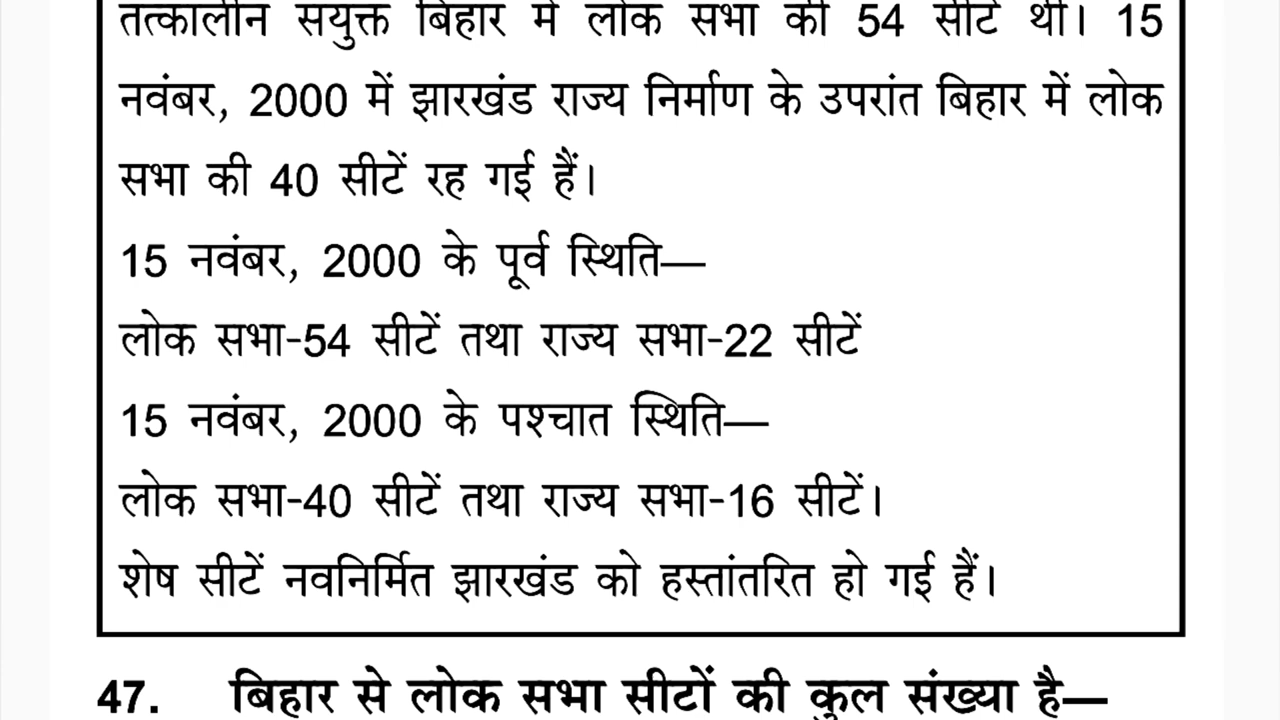 तत्कालीन संयुक्त बिहार में लोक सभा की 54 सीटें थीं। 15
नवंबर, 2000 में झारखंड राज्य निर्माण के उपरांत बिहार में लोक
सभा की 40 सीटें रह गई हैं।
15 नवंबर, 2000 के पूर्व स्थिति—
लोक सभा-54 सीटें तथा राज्य सभा-22 सीटें
15 नवंबर, 2000 के पश्चात स्थिति—
लोक सभा-40 सीटें तथा राज्य सभा-16 सीटें।
शेष सीटें नवनिर्मित झारखंड को हस्तांतरित हो गई हैं।
47. बिहार से लोक सभा सीटों की कुल संख्या है—